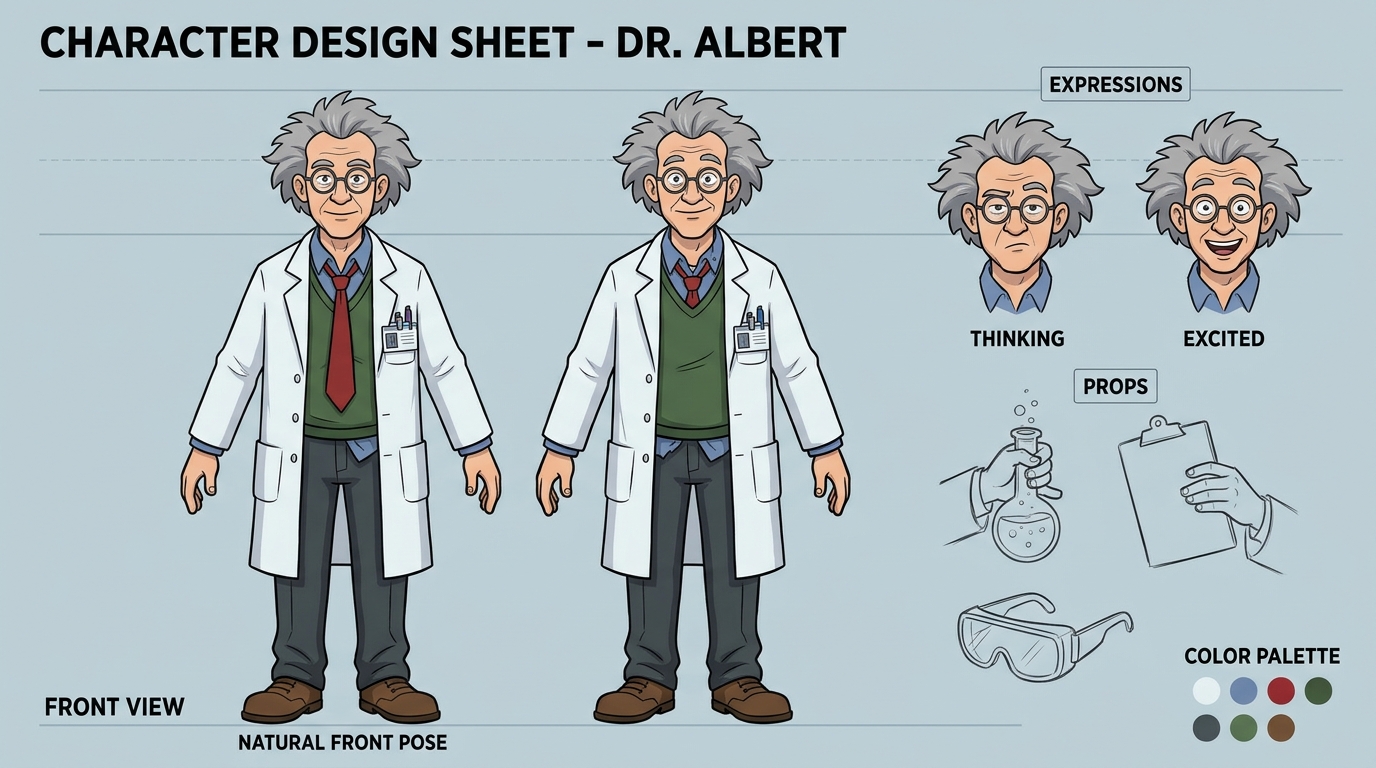 CHARACTER DESIGN SHEET - DR. ALBERT
EXPRESSIONS
THINKING
EXCITED
PROPS
COLOR PALETTE
FRONT VIEW
NATURAL FRONT POSE